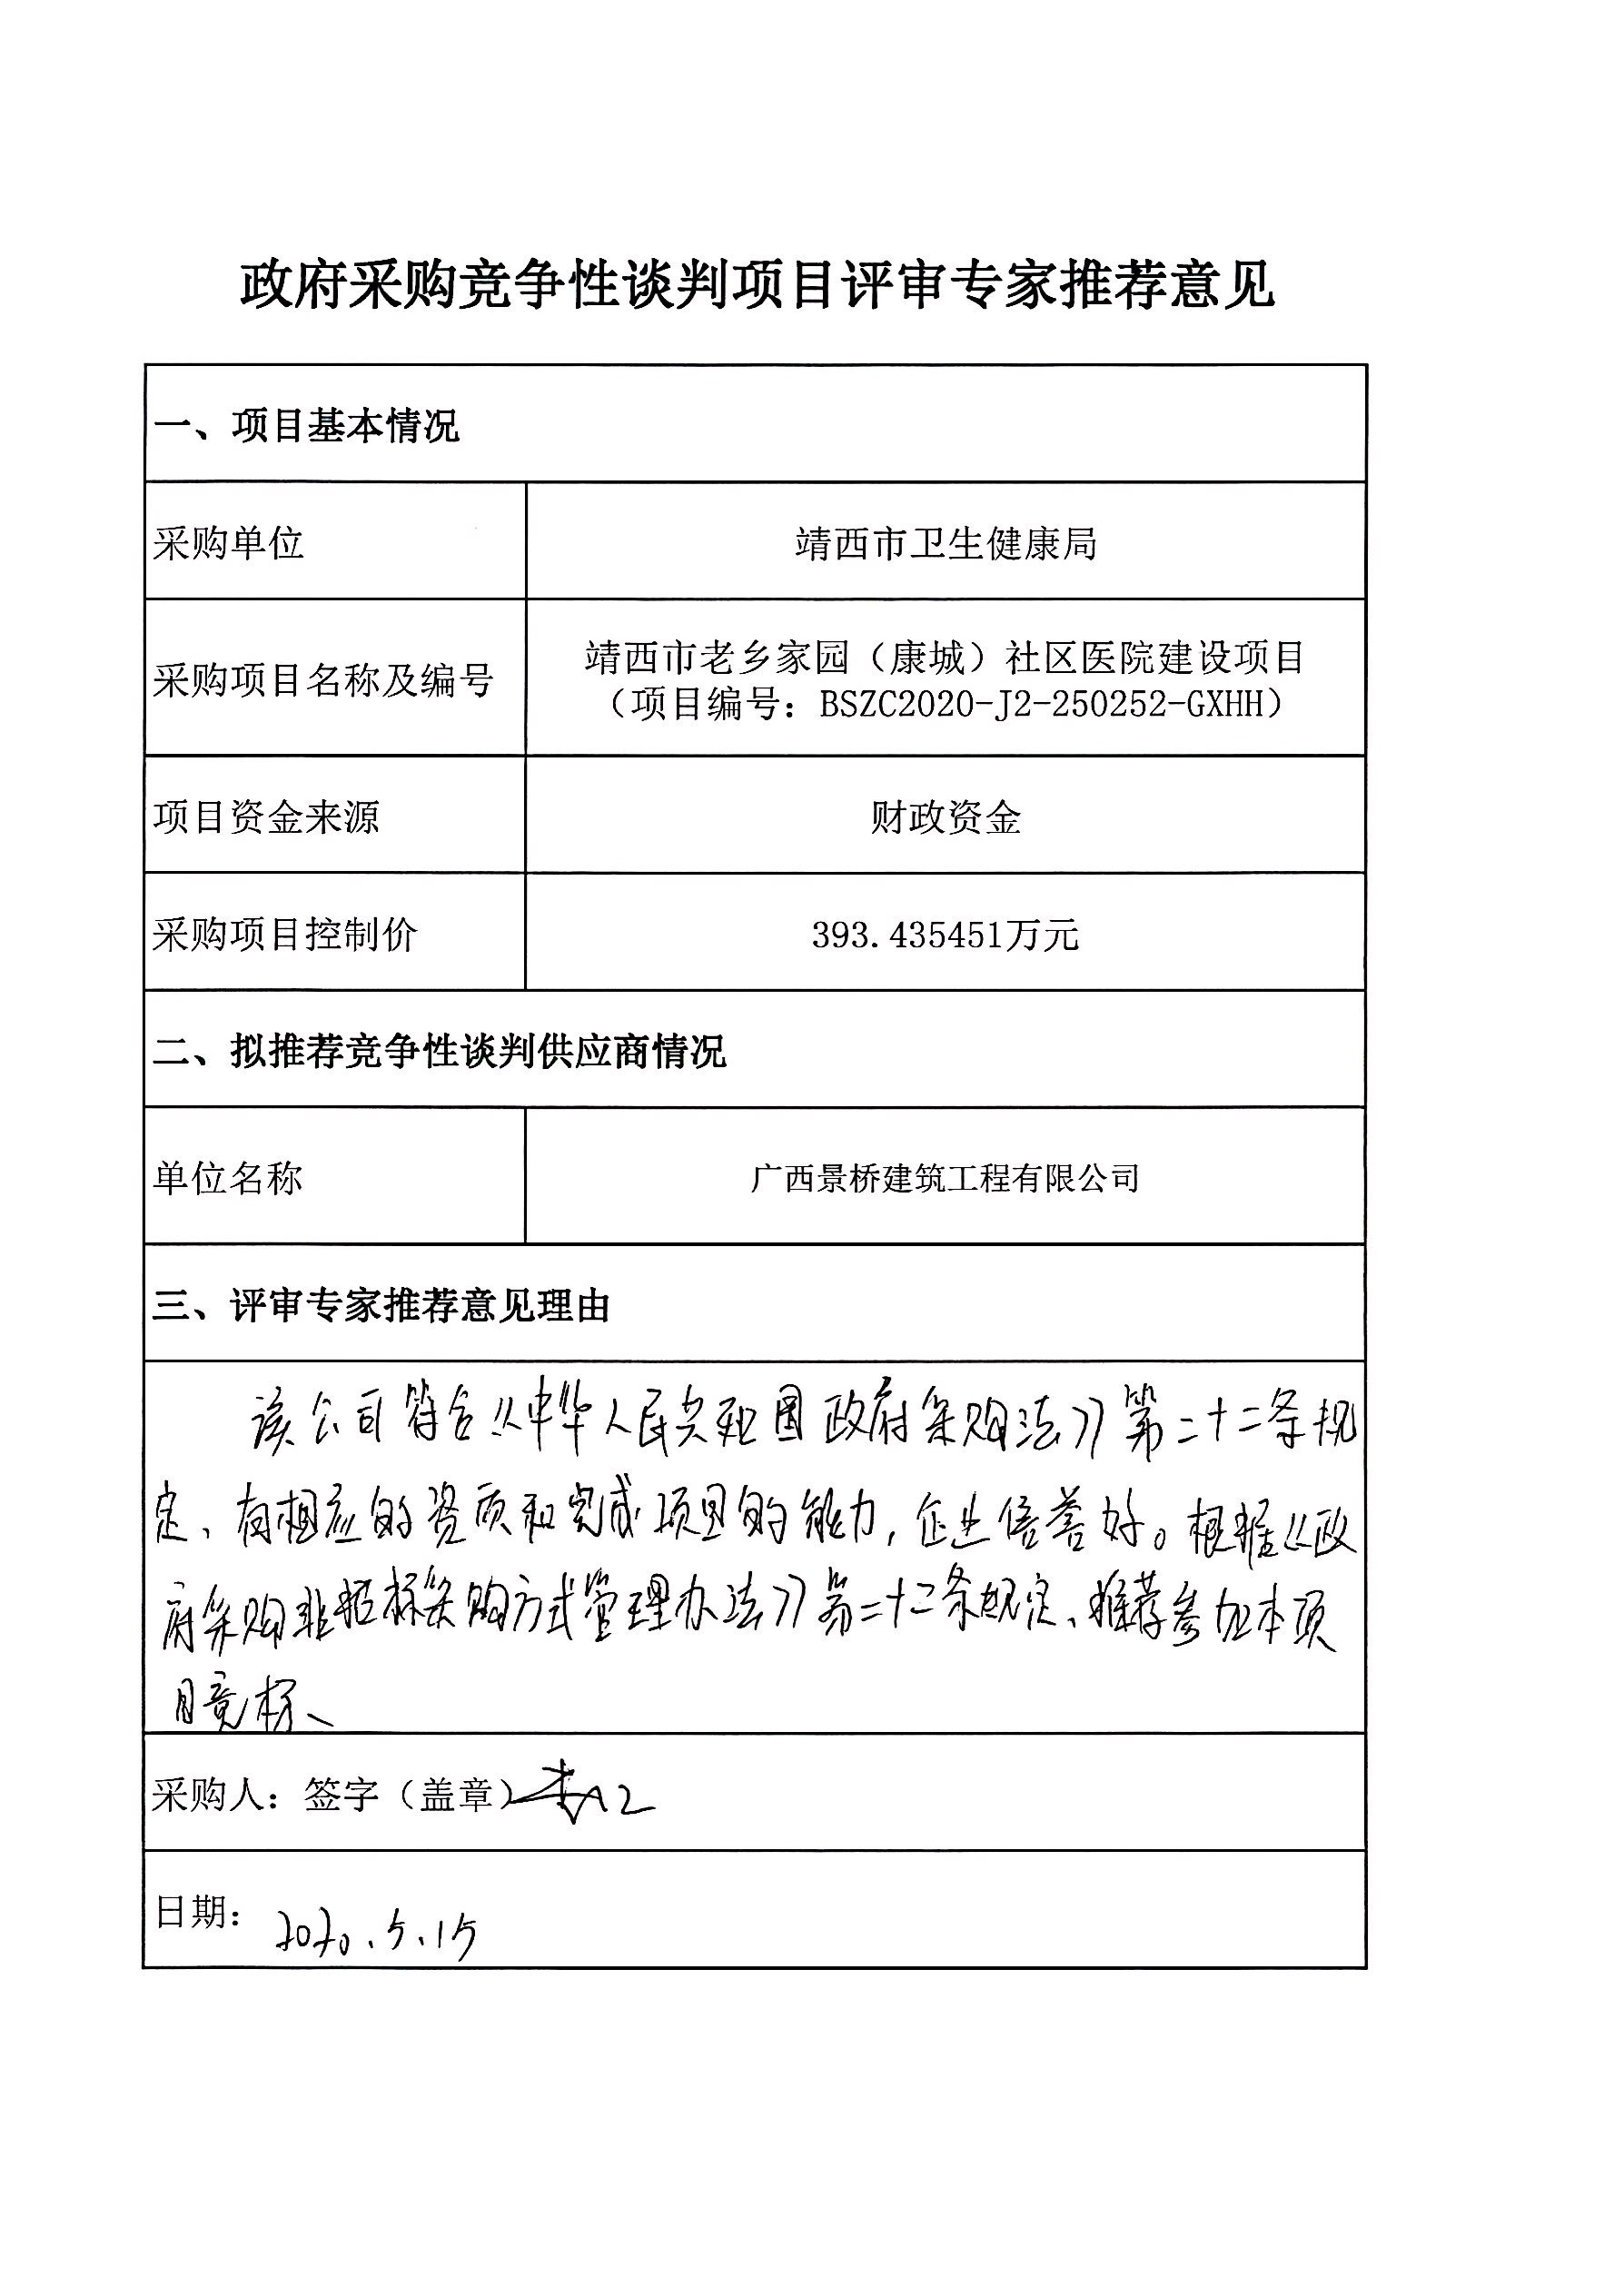 政府采购竞争性谈判项目评审专家推荐意见
一、项目基本情况
采购单位
靖西市卫生健康局
采购项目名称及编号
靖西市老乡家园（康城）社区医院建设项目
（项目编号：BSZC2020-J2-250252-GXHH）
项目资金来源
财政资金
采购项目控制价
393.435451万元
二、拟推荐竞争性谈判供应商情况
单位名称
广西景桥建筑工程有限公司
三、评审专家推荐意见理由
该公司符合《中华人民共和国政府采购法》第二十二条规
定、有相应的资质和完成项目的能力,企业信誉好。根据《政
府采购非招标采购方式管理办法》第二十二条规定、推荐参加本项
目竞标、
采购人：签字（盖章）
日期：2020.5.15